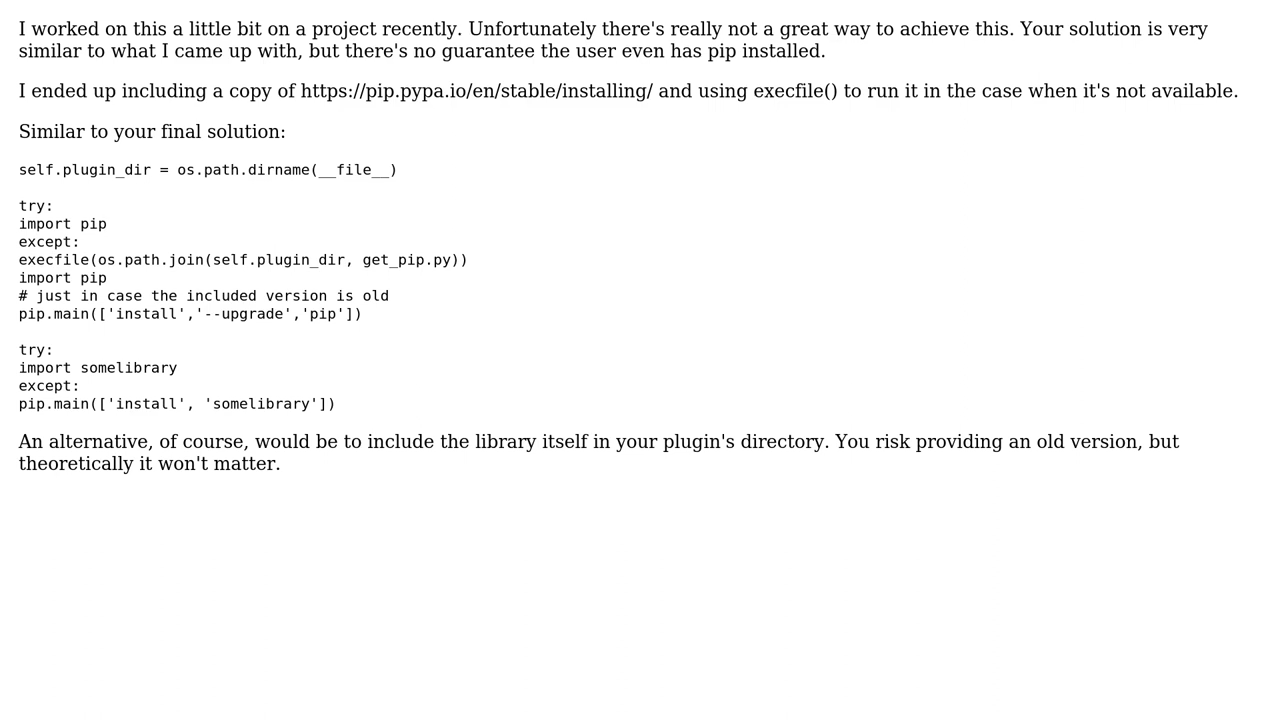 I worked on this a little bit on a project recently. Unfortunately there's really not a great way to achieve this. Your solution is very
similar to what I came up with, but there's no guarantee the user even has pip installed.
I ended up including a copy of https://pip.pypa.io/en/stable/installing/ and using execfile() to run it in the case when it's not available.
Similar to your final solution:
self.plugin_dir = os.path.dirname(__file__)
try:
import pip
except:
execfile(os.path.join(self.plugin_dir, get_pip.py))
import pip
# just in case the included version is old
pip.main(['install','--upgrade','pip'])
try:
import somelibrary
except:
pip.main(['install', 'somelibrary'])
An alternative, of course, would be to include the library itself in your plugin's directory. You risk providing an old version, but
theoretically it won't matter.